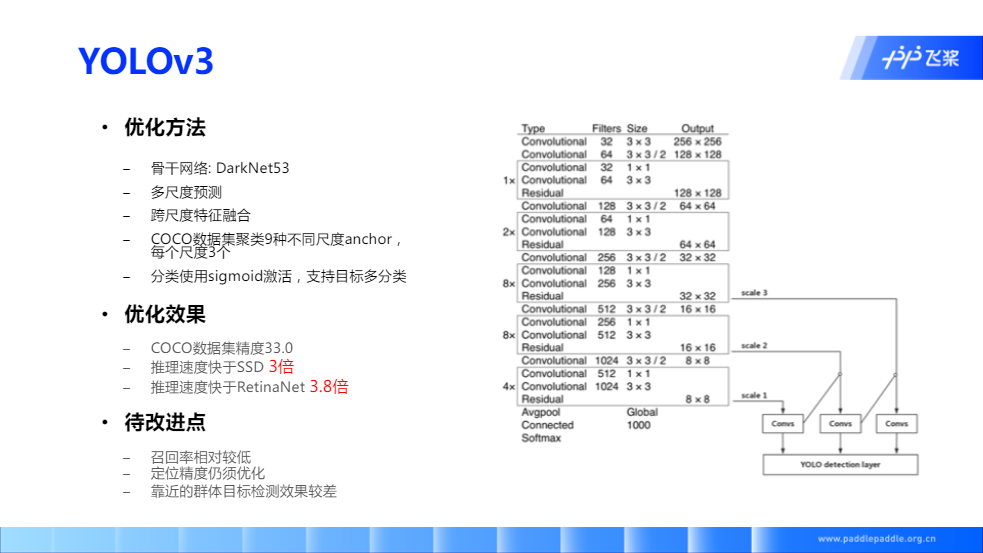 YOLOv3
飞桨
• 优化方法
– 骨干网络: DarkNet53
– 多尺度预测
– 跨尺度特征融合
– COCO数据集聚类9种不同尺度anchor，
每个尺度3个
– 分类使用sigmoid激活，支持目标多分类
• 优化效果
– COCO数据集精度33.0
– 推理速度快于SSD 3倍
– 推理速度快于RetinaNet 3.8倍
• 待改进点
– 召回率相对较低
– 定位精度仍须优化
– 靠近的群体目标检测效果较差
Type Filters Size Output
Convolutional 32 3 × 3 256 × 256
Convolutional 64 3 × 3 / 2 128 × 128
Convolutional 32 1 × 1
1× Convolutional 64 3 × 3
Residual 128 × 128
Convolutional 128 3 × 3 / 2 64 × 64
Convolutional 64 1 × 1
2× Convolutional 128 3 × 3
Residual 64 × 64
Convolutional 256 3 × 3 / 2 32 × 32
Convolutional 128 1 × 1
8× Convolutional 256 3 × 3
Residual 32 × 32
Convolutional 512 3 × 3 / 2 16 × 16
Convolutional 256 1 × 1
8× Convolutional 512 3 × 3
Residual 16 × 16
Convolutional 1024 3 × 3 / 2 8 × 8
Convolutional 512 1 × 1
4× Convolutional 1024 3 × 3
Residual 8 × 8
Avgpool Global
Connected 1000
Softmax
scale 3
scale 2
scale 1
Convs Convs Convs
YOLO detection layer
www.paddlepaddle.org.cn